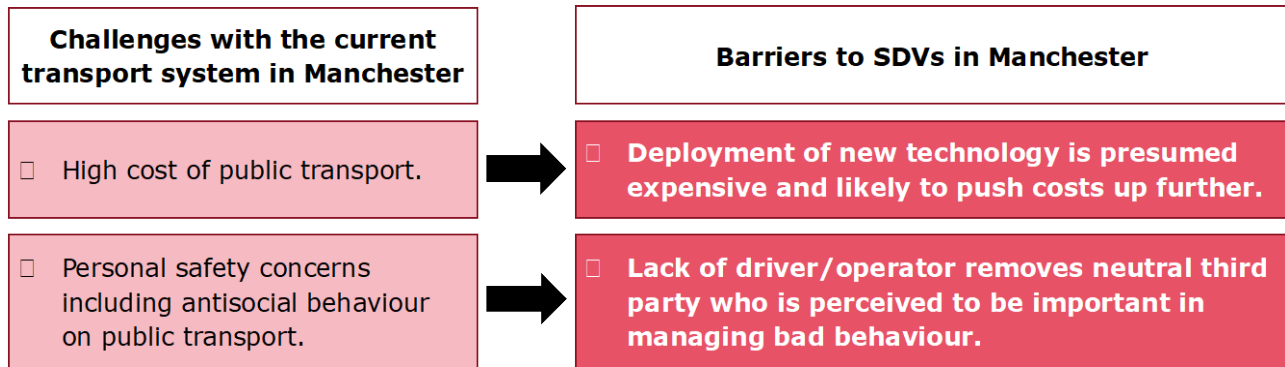 Challenges with the current
transport system in Manchester
Barriers to SDVs in Manchester
High cost of public transport.
Deployment of new technology is presumed
expensive and likely to push costs up further.
Personal safety concerns
including antisocial behaviour
on public transport.
Lack of driver/operator removes neutral third
party who is perceived to be important in
managing bad behaviour.